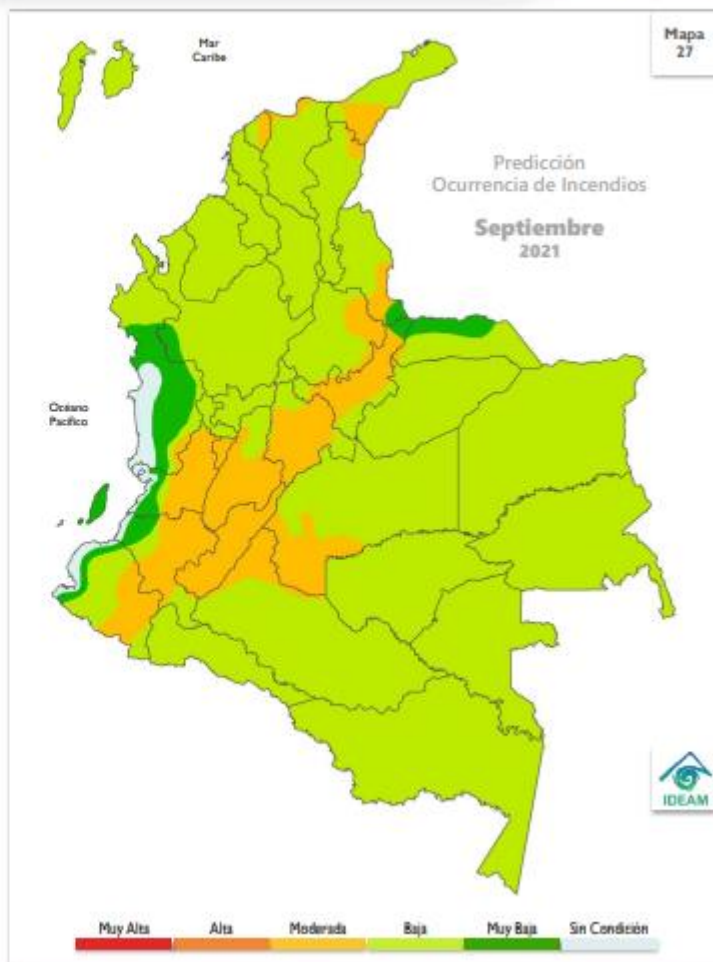 Mar
Caribe
Mapa
27
Predicción
Ocurrencia de Incendios
Septiembre
2021
Océano
Pacífico
IDEAM
Muy Alta
Alta
Moderada
Baja
Muy Baja
Sin Condición